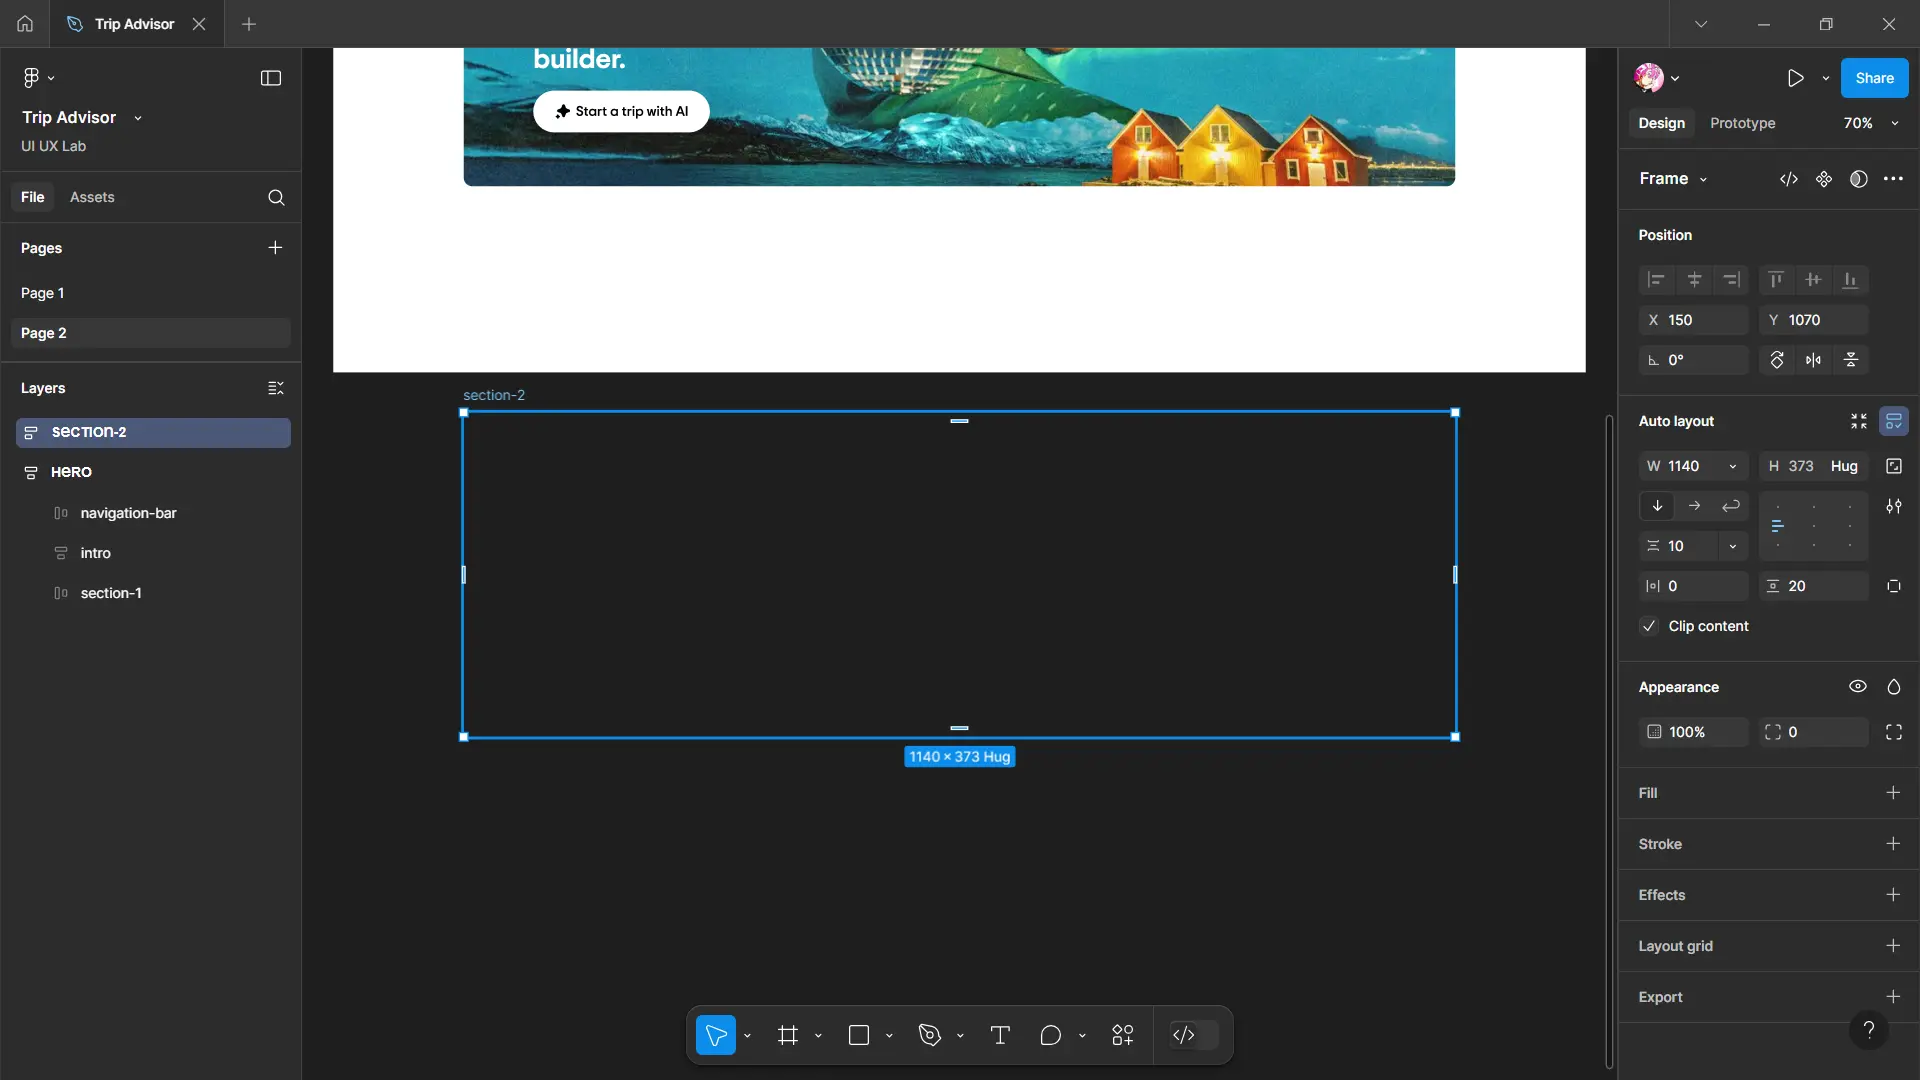 Trip Advisor
Trip Advisor
UI UX Lab
File
Assets
Pages
Page 1
Page 2
Layers
section-2
HERO
navigation-bar
intro
section-1
builder.
Start a trip with AI
section-2
1140 × 373 Hug
Share
Design
Prototype
70%
Frame
Position
X 150
Y 1070
0°
Auto layout
W 1140
H 373 Hug
10
0
20
Clip content
Appearance
100%
0
Fill
Stroke
Effects
Layout grid
Export
?